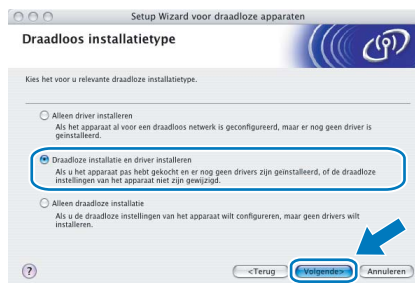 Setup Wizard voor draadloze apparaten
Draadloos installatietype
Kies het voor u relevante draadloze installatietype.
Alleen driver installeren
Als het apparaat al voor een draadloos netwerk is geconfigureerd, maar er nog geen driver is
geïnstalleerd.
Draadloze installatie en driver installeren
Als u het apparaat pas hebt gekocht en er nog geen drivers zijn geïnstalleerd, of de draadloze
instellingen van het apparaat niet zijn gewijzigd.
Alleen draadloze installatie
Als u de draadloze instellingen van het apparaat wilt configureren, maar geen drivers wilt
installeren.
?
<Terug
Volgende>
Annuleren